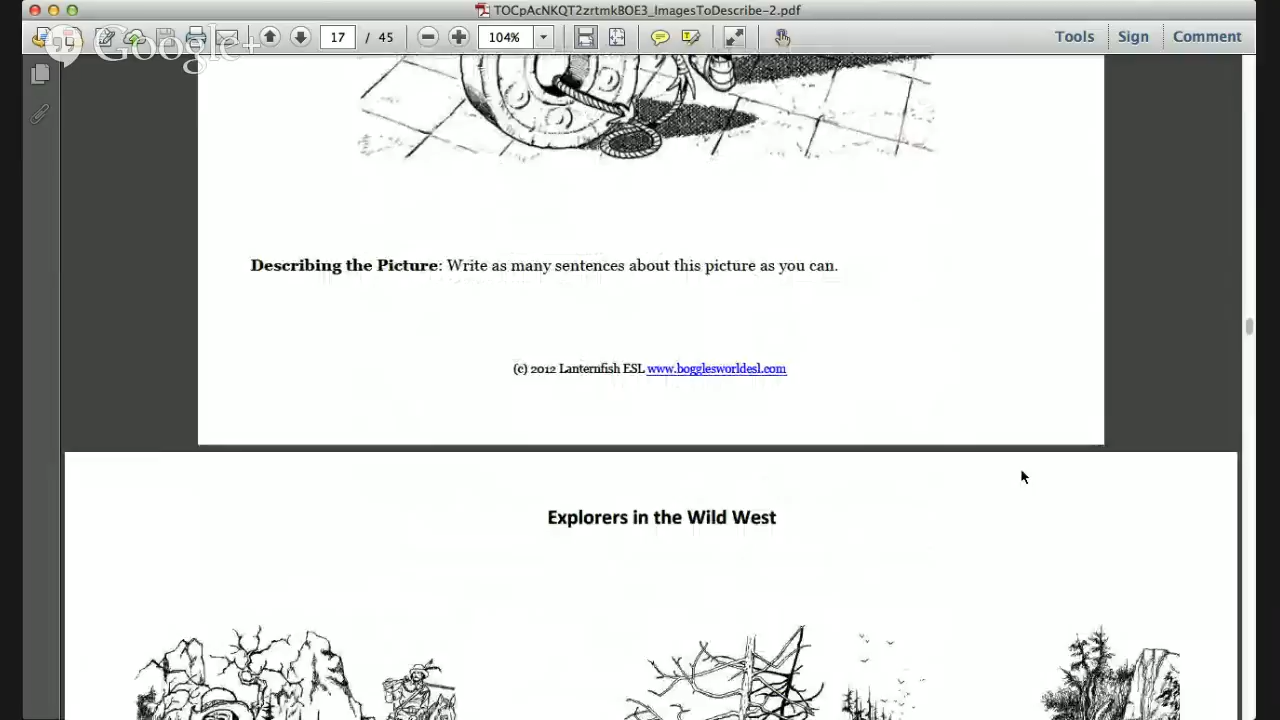 TOCpAcNKQT2zrtmkBOE3_ImagesToDescribe-2.pdf
Google+
17 / 45
104%
Tools
Sign
Comment
Describing the Picture: Write as many sentences about this picture as you can.
(c) 2012 Lanternfish ESL www.bogglesworldesl.com
Explorers in the Wild West